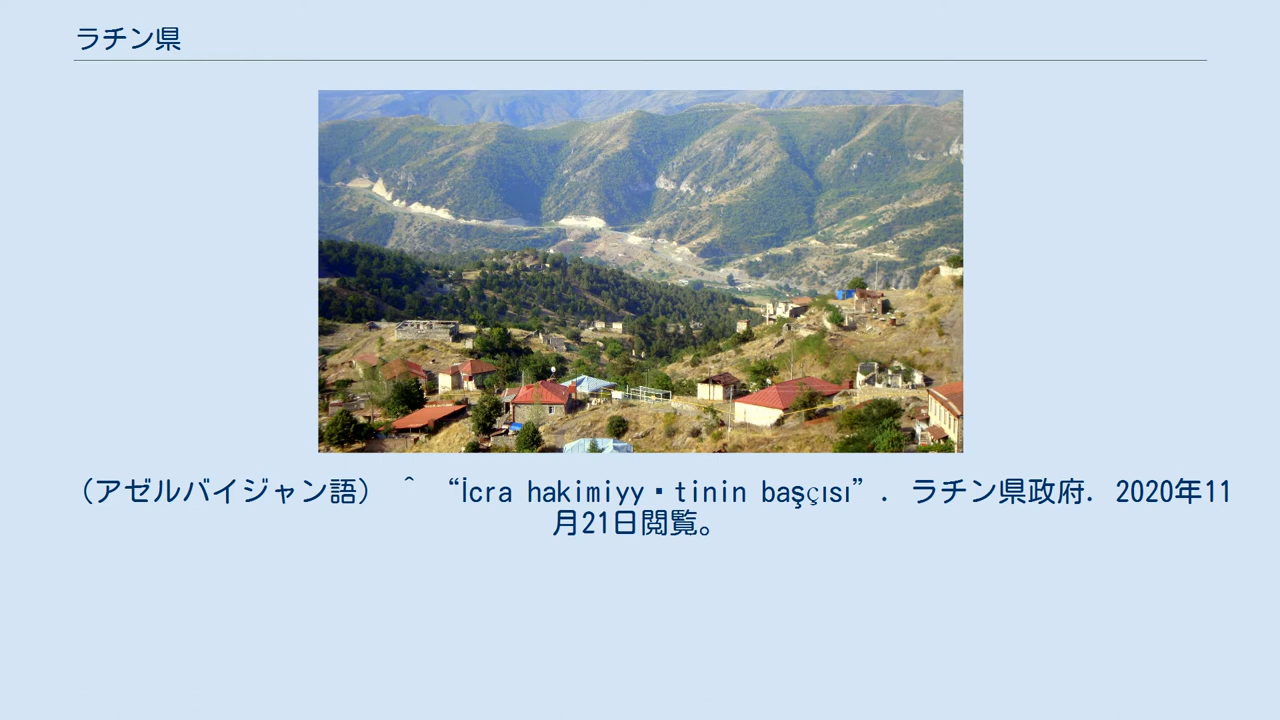 ラチン県
（アゼルバイジャン語） ^ “İcra hakimiyy・tinin başçısı”. ラチン県政府. 2020年11
月21日閲覧。